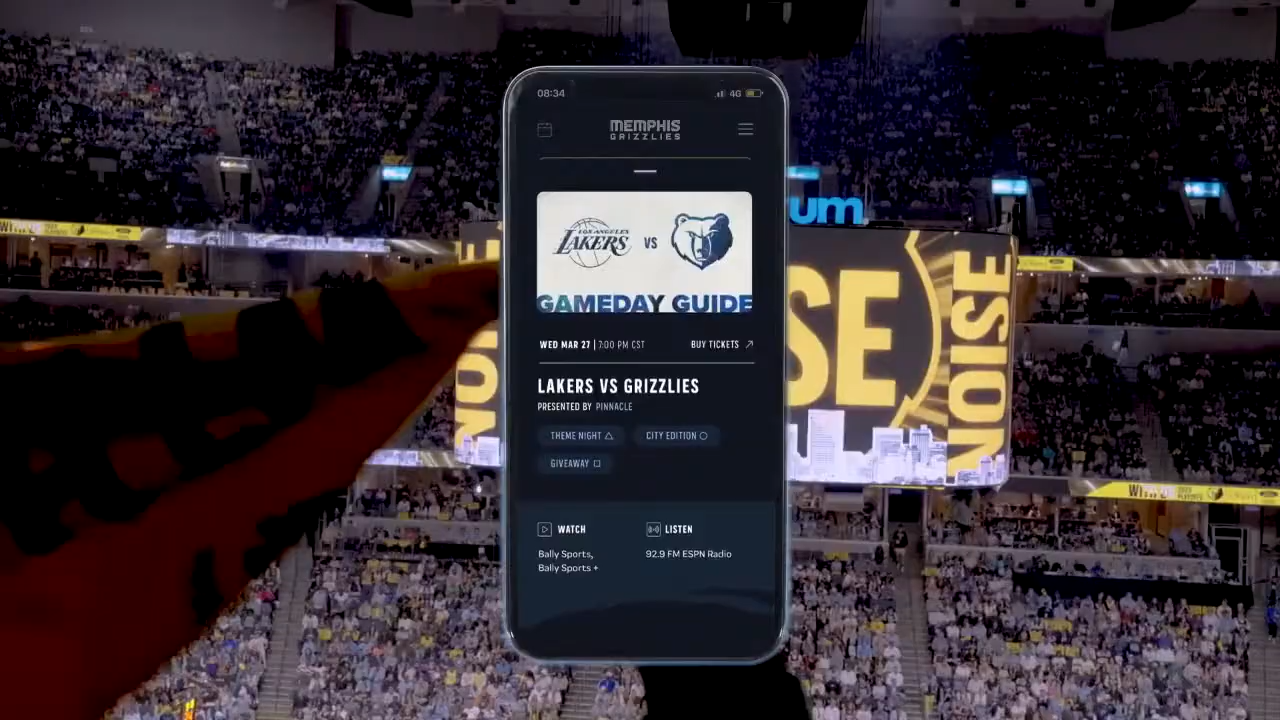 08:34
4G
MEMPHIS
GRIZZLIES
LOS ANGELES
LAKERS
VS
GAMEDAY GUIDE
WED MAR 27 | 7:00 PM CST
BUY TICKETS
LAKERS VS GRIZZLIES
PRESENTED BY PINNACLE
THEME NIGHT
CITY EDITION
GIVEAWAY
WATCH
LISTEN
Bally Sports,
Bally Sports +
92.9 FM ESPN Radio
um
SE
NOISE